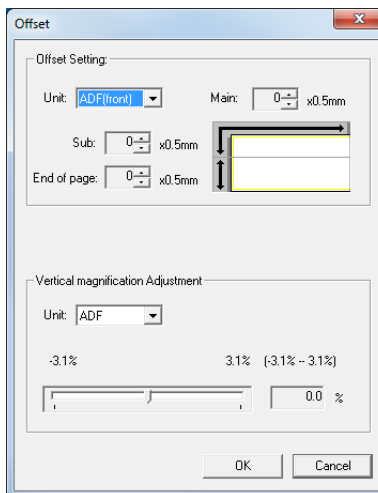 Offset
Offset Setting:
Unit: ADF(front) Main: 0 x0.5mm
Sub: 0 x0.5mm
End of page: 0 x0.5mm
Vertical magnification Adjustment
Unit: ADF
-3.1% 3.1% (-3.1% -- 3.1%)
0.0 %
OK Cancel